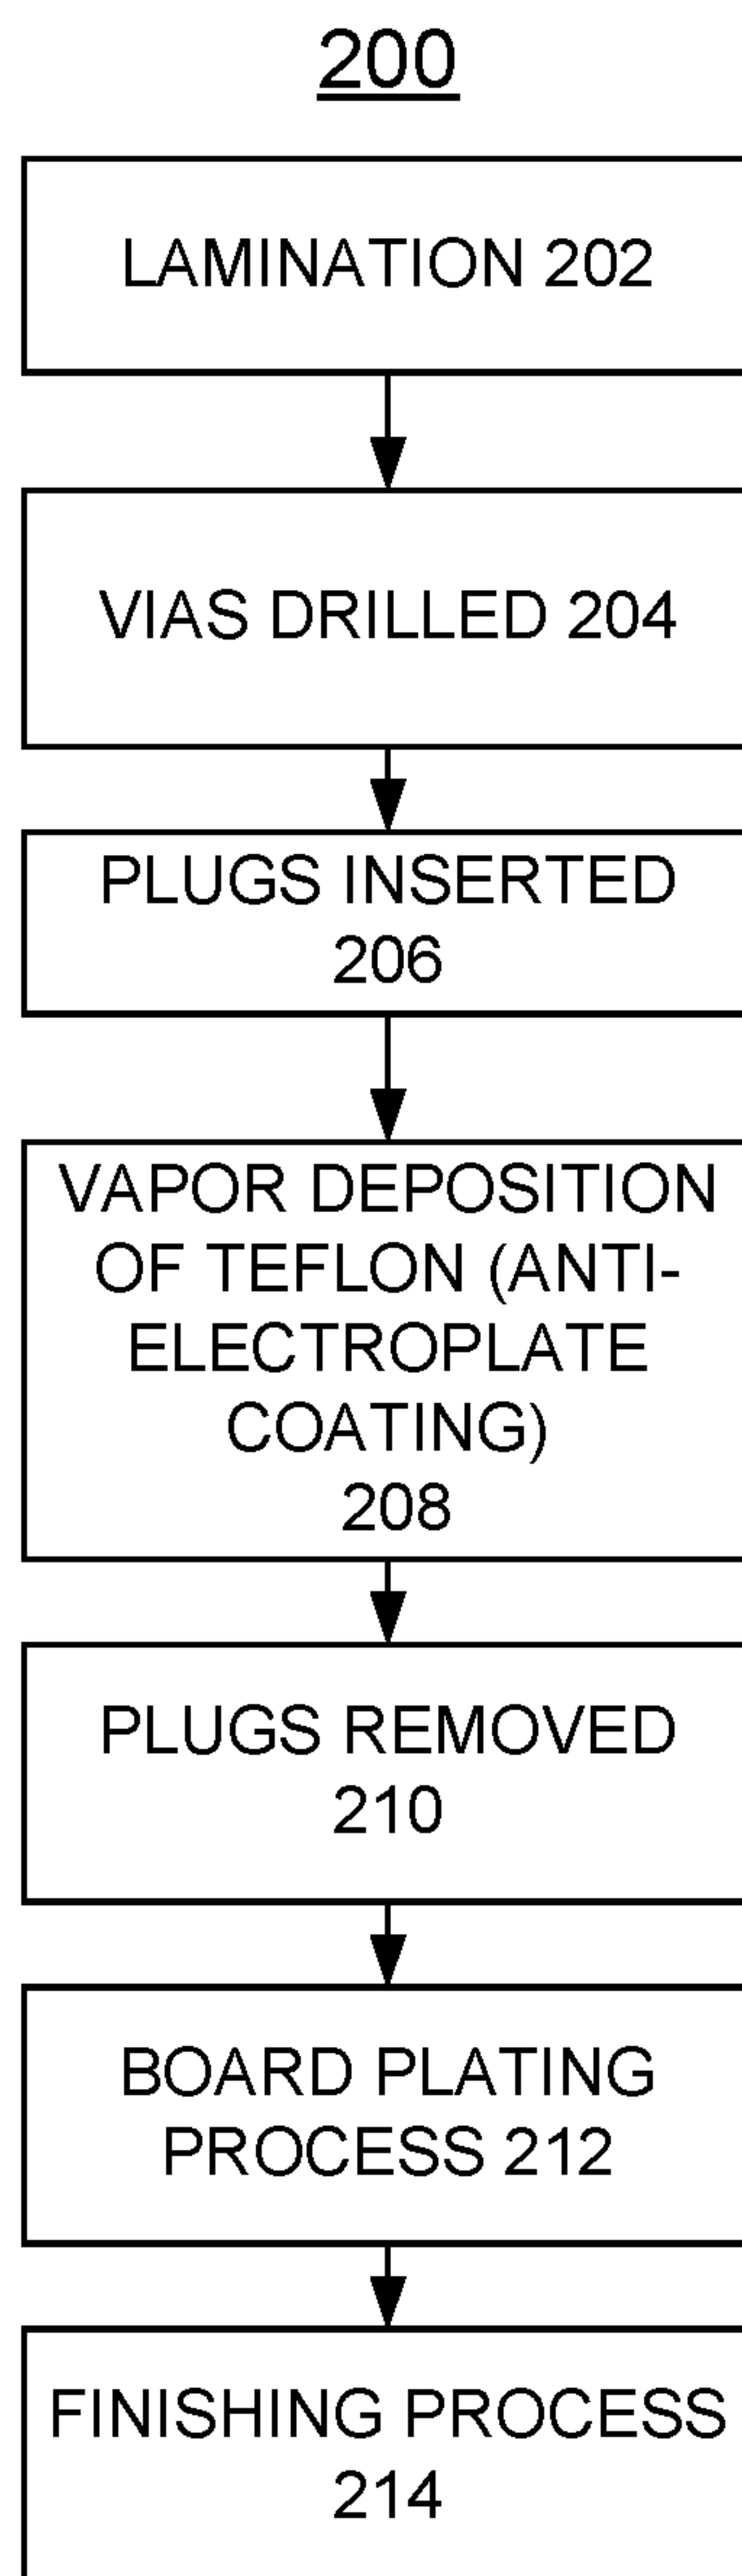 200
LAMINATION 202
VIAS DRILLED 204
PLUGS INSERTED
206
VAPOR DEPOSITION
OF TEFLON (ANTI-
ELECTROPLATE
COATING)
208
PLUGS REMOVED
210
BOARD PLATING
PROCESS 212
FINISHING PROCESS
214